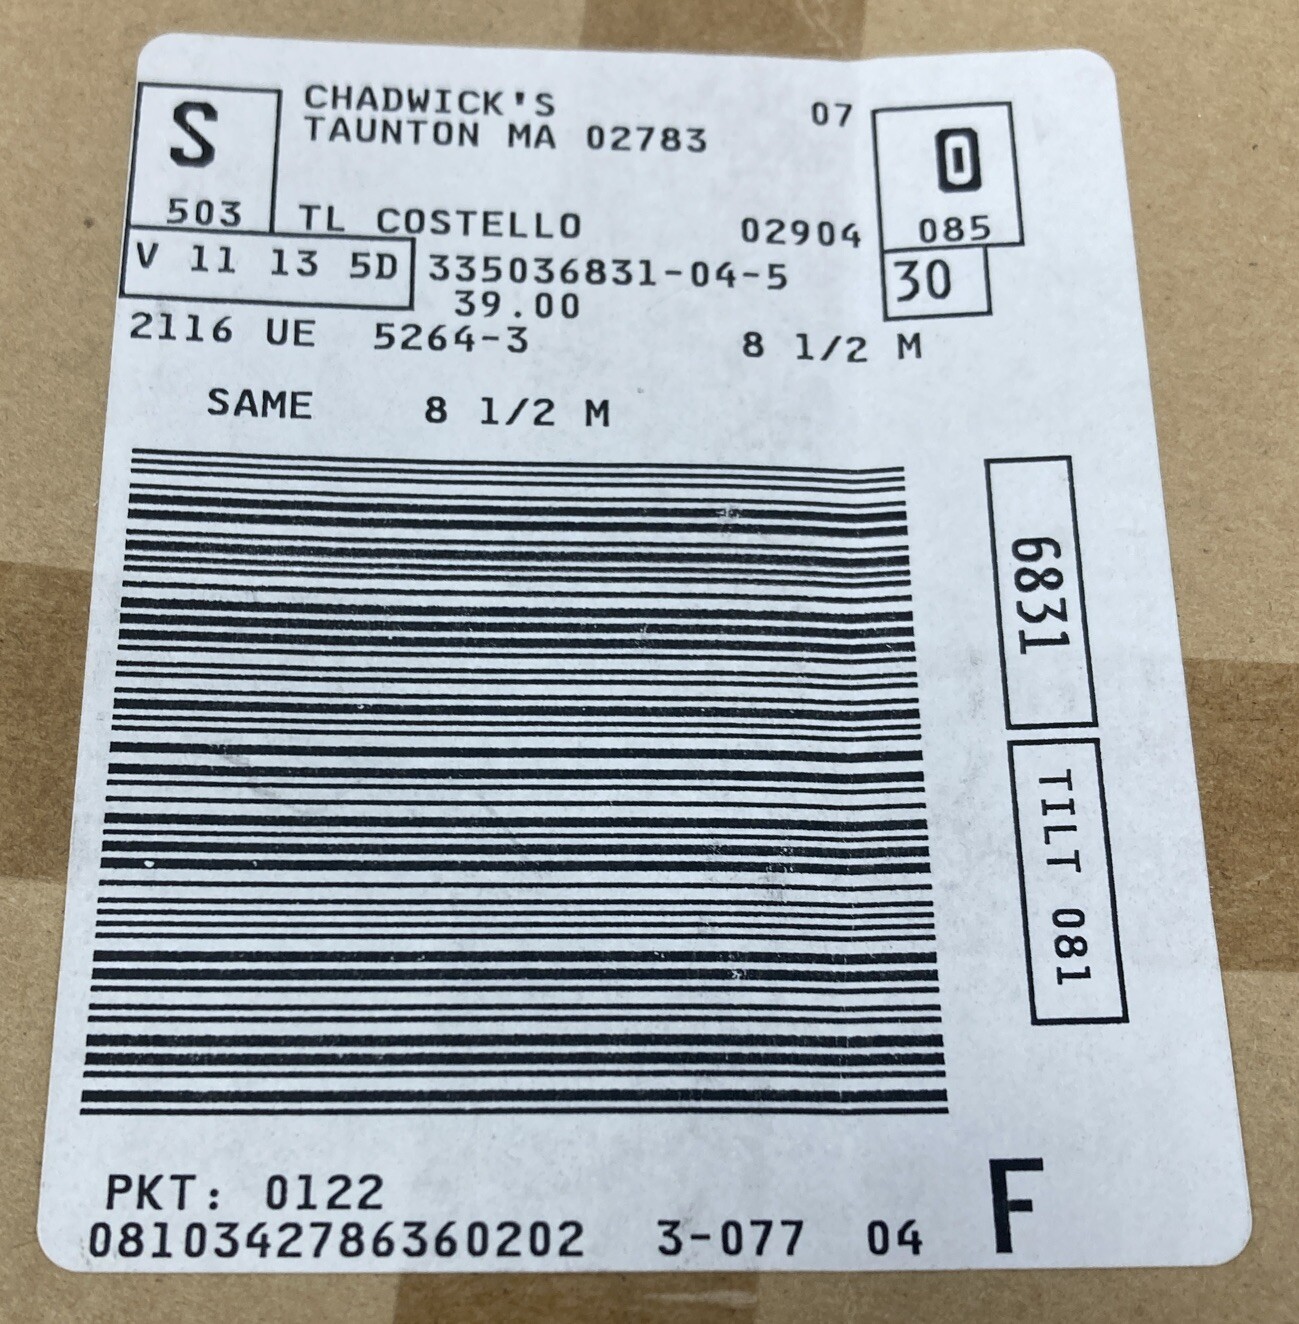 S
CHADWICK'S
07
0
TAUNTON MA 02783
503
TL COSTELLO
02904
085
V 11 13 5D
335036831-04-5
30
39.00
2116 UE 5264-3
8 1/2 M
SAME 8 1/2 M
6831
TILT 081
PKT: 0122
F
0810342786360202 3-077 04